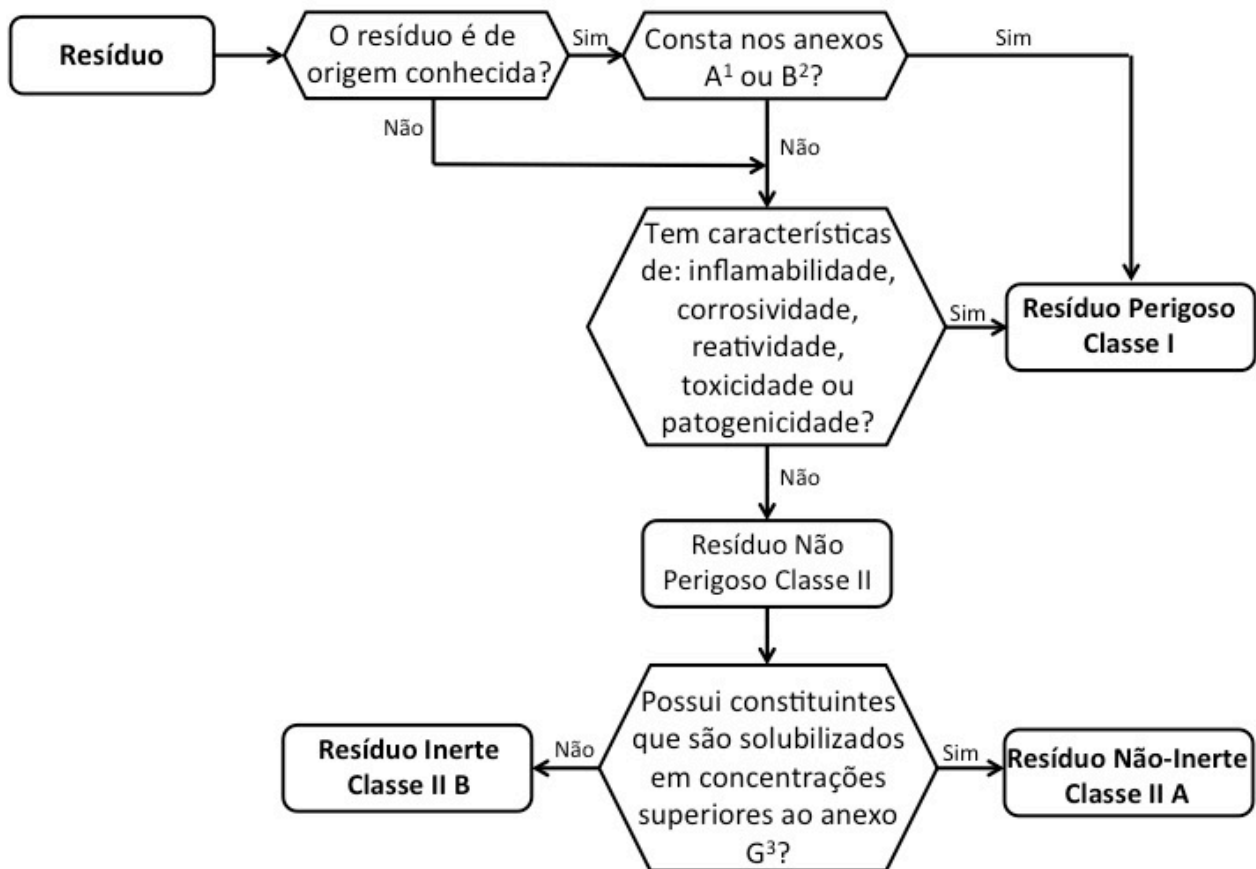 Resíduo
O resíduo é de
origem conhecida?
Sim
Consta nos anexos
A¹ ou B²?
Sim
Não
Não
Tem características
de: inflamabilidade,
corrosividade,
reatividade,
toxicidade ou
patogenicidade?
Sim
Resíduo Perigoso
Classe I
Não
Resíduo Não
Perigoso Classe II
Possui constituintes
que são solubilizados
em concentrações
superiores ao anexo
G³?
Não
Resíduo Inerte
Classe II B
Sim
Resíduo Não-Inerte
Classe II A